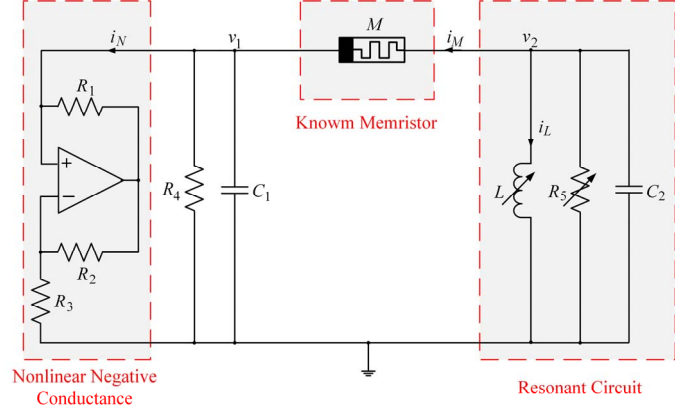 M
i_N
v_1
i_M
v_2
R_1
Knowm Memristor
i_L
+
−
R_4
C_1
L
R_5
C_2
R_2
R_3
Nonlinear Negative
Conductance
Resonant Circuit